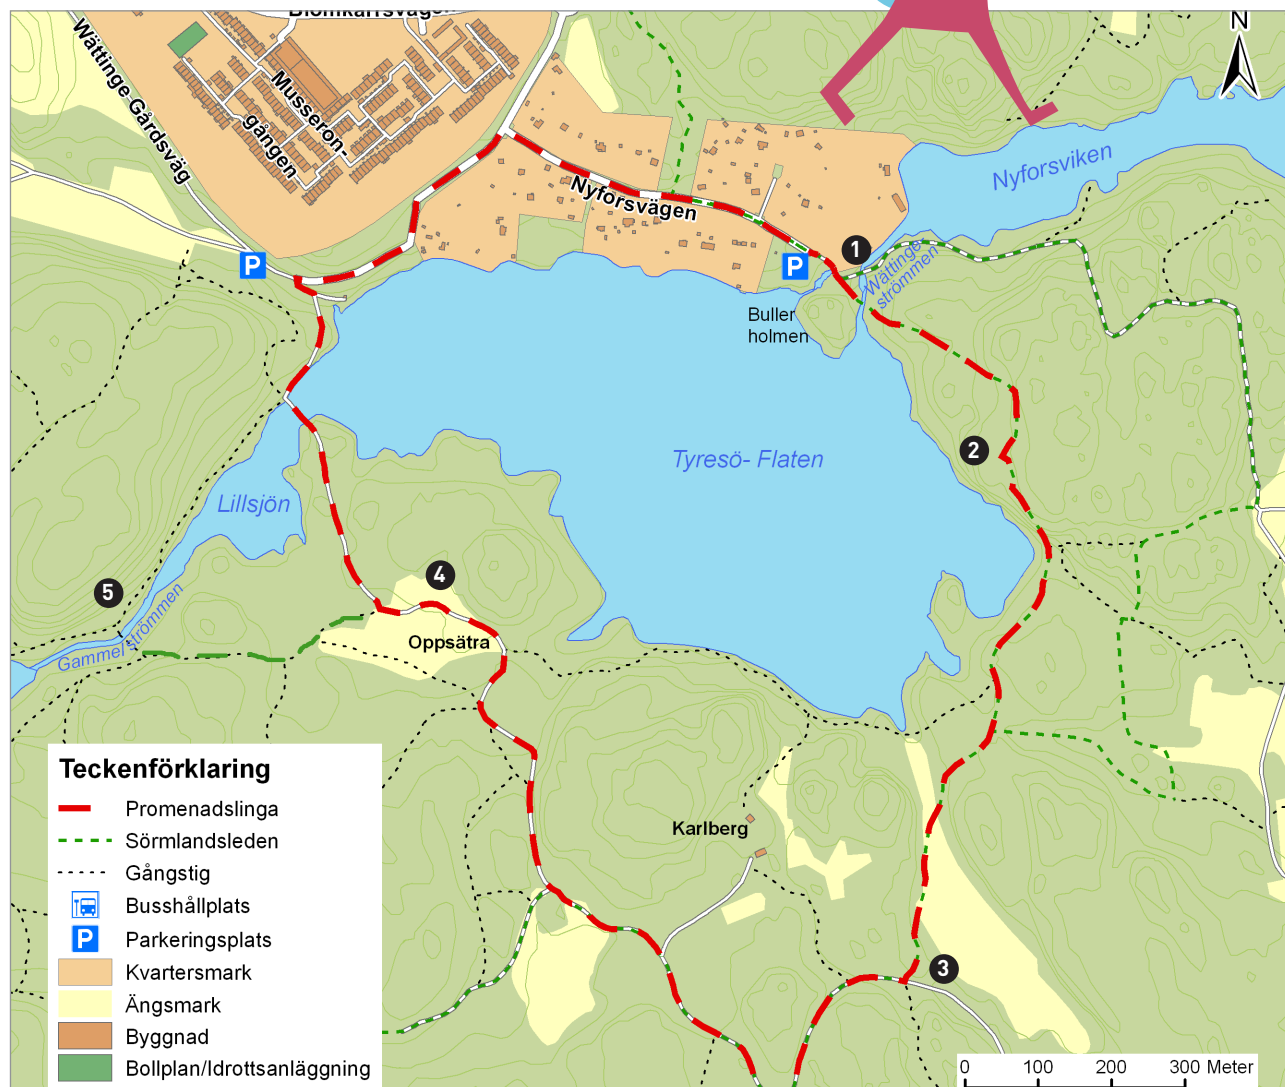 Blomkärrsvägen
N
Wättinge Gårdsväg
Musseron-
gången
Nyforsviken
Nyforsvägen
P
P
1
Wättinge
strömmen
Buller
holmen
2
Tyresö- Flaten
Lillsjön
4
5
Oppsätra
Gammel strömmen
Karlberg
3
Teckenförklaring
Promenadslinga
Sörmlandsleden
Gångstig
Busshållplats
P Parkeringsplats
Kvartersmark
Ängsmark
Byggnad
Bollplan/Idrottsanläggning
0 100 200 300 Meter